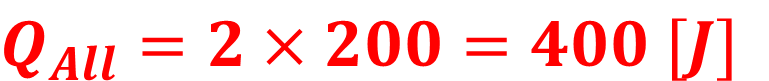 Q_All = 2 × 200 = 400 [J]